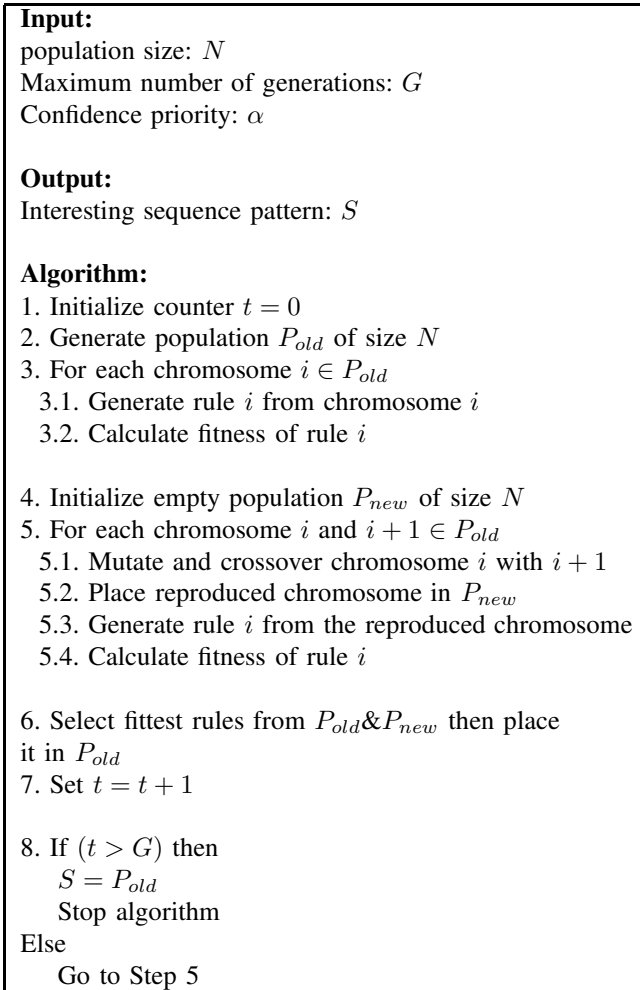 Input:
population size: N
Maximum number of generations: G
Confidence priority: α
Output:
Interesting sequence pattern: S
Algorithm:
1. Initialize counter t = 0
2. Generate population P_old of size N
3. For each chromosome i ∈ P_old
3.1. Generate rule i from chromosome i
3.2. Calculate fitness of rule i
4. Initialize empty population P_new of size N
5. For each chromosome i and i + 1 ∈ P_old
5.1. Mutate and crossover chromosome i with i + 1
5.2. Place reproduced chromosome in P_new
5.3. Generate rule i from the reproduced chromosome
5.4. Calculate fitness of rule i
6. Select fittest rules from P_old&P_new then place
it in P_old
7. Set t = t + 1
8. If (t > G) then
S = P_old
Stop algorithm
Else
Go to Step 5